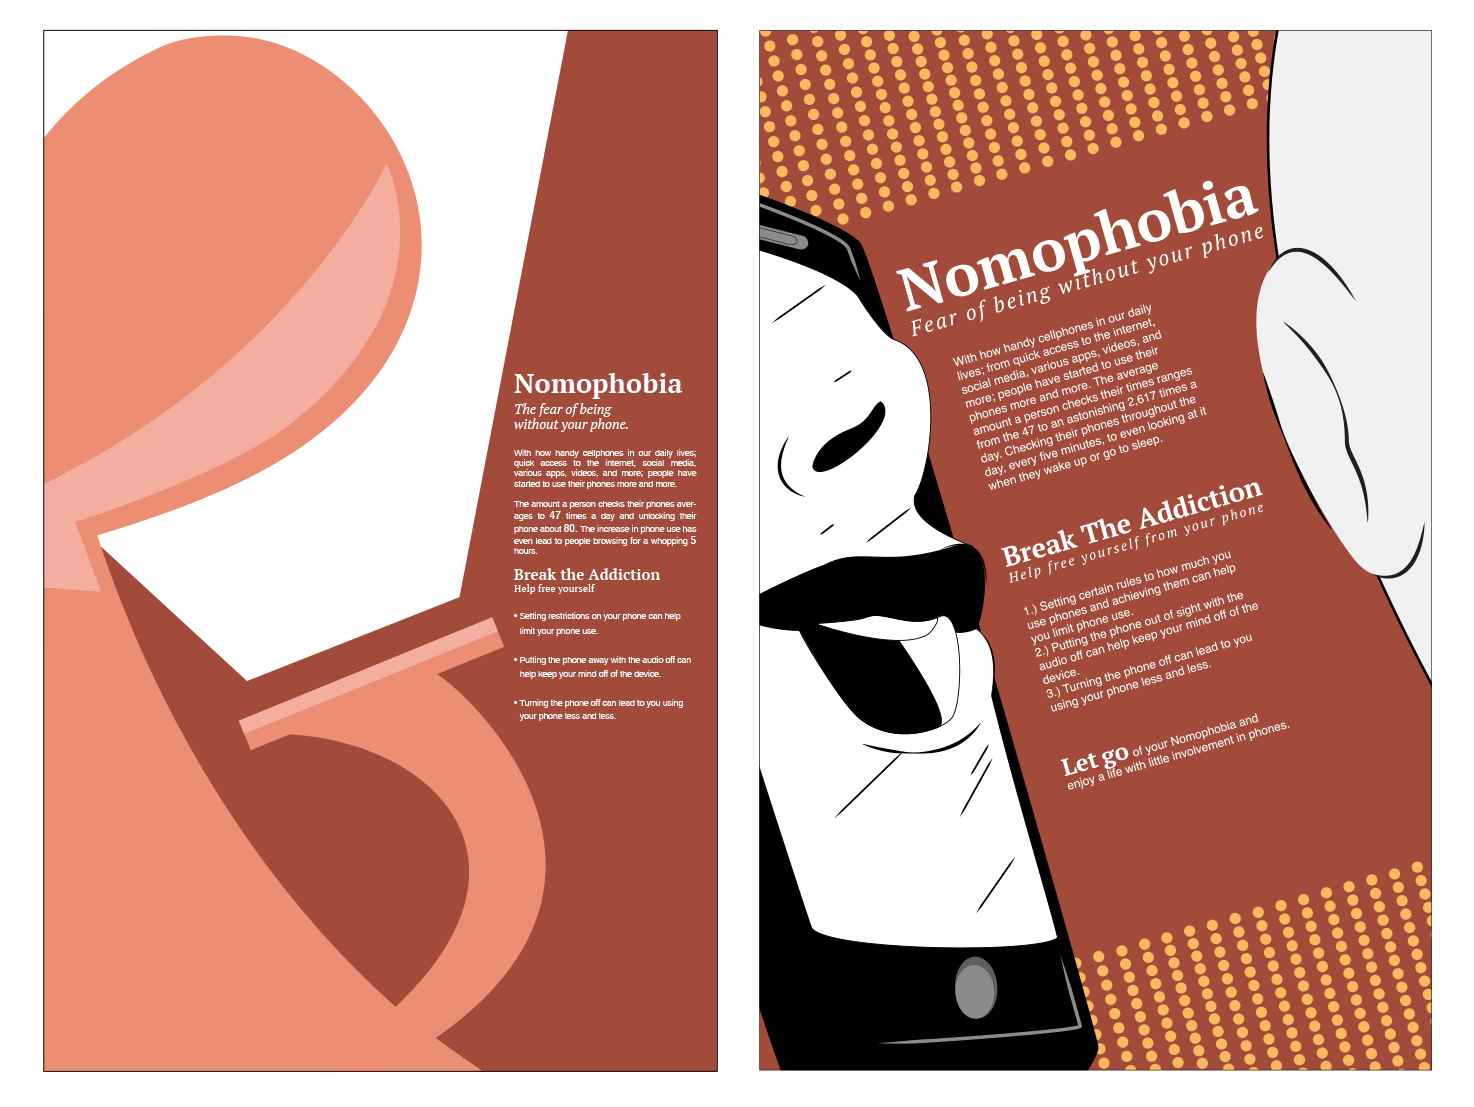 Nomophobia
The fear of being
without your phone.
With how handy cellphones in our daily lives;
quick access to the internet, social media,
various apps, videos, and more; people have
started to use their phones more and more.
The amount a person checks their phones aver-
ages to 47 times a day and unlocking their
phone about 80. The increase in phone use has
even lead to people browsing for a whopping 5
hours.
Break the Addiction
Help free yourself
• Setting restrictions on your phone can help
limit your phone use.
• Putting the phone away with the audio off can
help keep your mind off of the device.
• Turning the phone off can lead to you using
your phone less and less.
Nomophobia
Fear of being without your phone
With how handy cellphones in our daily
lives; from quick access to the internet,
social media, various apps, videos, and
more; people have started to use their
phones more and more. The average
amount a person checks their times ranges
from the 47 to an astonishing 2,617 times a
day. Checking their phones throughout the
day, every five minutes, to even looking at it
when they wake up or go to sleep.
Break The Addiction
Help free yourself from your phone
1.) Setting certain rules to how much you
use phones and achieving them can help
you limit phone use.
2.) Putting the phone out of sight with the
audio off can help keep your mind off of the
device.
3.) Turning the phone off can lead to you
using your phone less and less.
Let go of your Nomophobia and
enjoy a life with little involvement in phones.